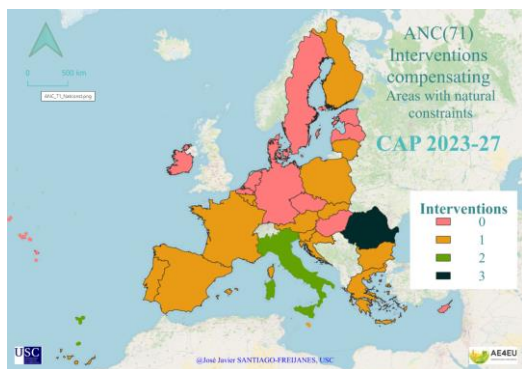 ANC(71)
Interventions
compensating
Areas with natural
constraints
CAP 2023-27
0 500 km
Interventions
0
1
2
3
USC
@José Javier SANTIAGO-FREIJANES, USC
AE4EU